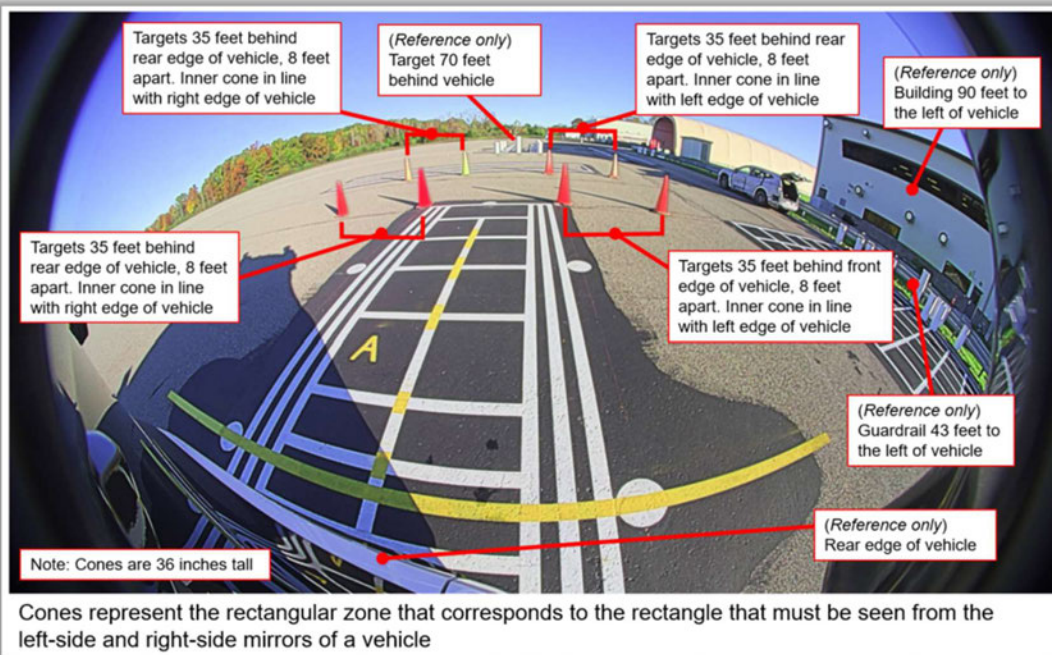 Targets 35 feet behind
rear edge of vehicle, 8 feet
apart. Inner cone in line
with right edge of vehicle
(Reference only)
Target 70 feet
behind vehicle
Targets 35 feet behind rear
edge of vehicle, 8 feet
apart. Inner cone in line
with left edge of vehicle
(Reference only)
Building 90 feet to
the left of vehicle
Targets 35 feet behind
rear edge of vehicle, 8 feet
apart. Inner cone in line
with right edge of vehicle
Targets 35 feet behind front
edge of vehicle, 8 feet
apart. Inner cone in line
with left edge of vehicle
A
(Reference only)
Guardrail 43 feet to
the left of vehicle
(Reference only)
Rear edge of vehicle
Note: Cones are 36 inches tall
Cones represent the rectangular zone that corresponds to the rectangle that must be seen from the
left-side and right-side mirrors of a vehicle